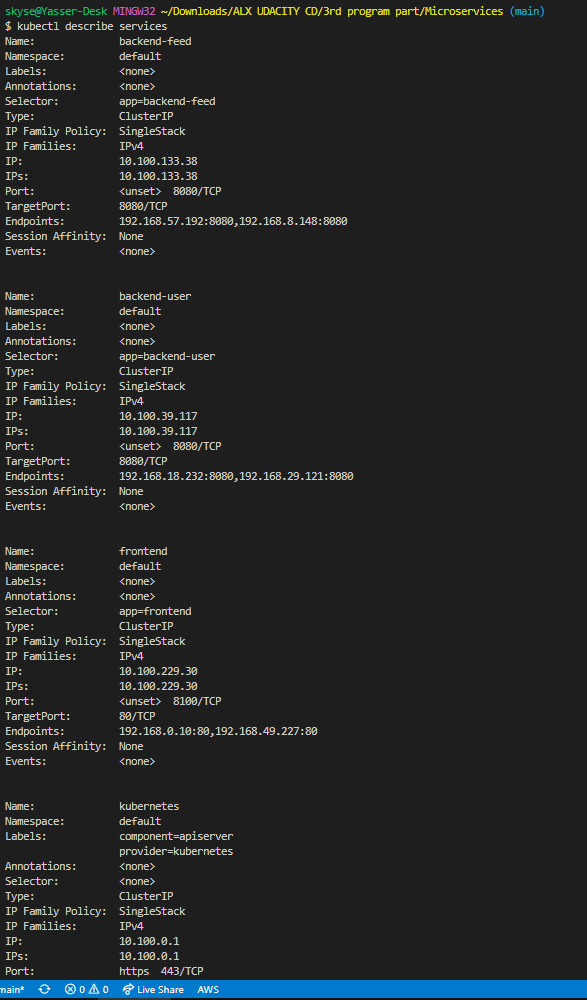 skyse@Yasser-Desk MINGW32 ~/Downloads/ALX UDACITY CD/3rd program part/Microservices (main)
$ kubectl describe services
Name:              backend-feed
Namespace:         default
Labels:            <none>
Annotations:       <none>
Selector:          app=backend-feed
Type:              ClusterIP
IP Family Policy:  SingleStack
IP Families:       IPv4
IP:                10.100.133.38
IPs:               10.100.133.38
Port:              <unset>  8080/TCP
TargetPort:        8080/TCP
Endpoints:         192.168.57.192:8080,192.168.8.148:8080
Session Affinity:  None
Events:            <none>
Name:              backend-user
Namespace:         default
Labels:            <none>
Annotations:       <none>
Selector:          app=backend-user
Type:              ClusterIP
IP Family Policy:  SingleStack
IP Families:       IPv4
IP:                10.100.39.117
IPs:               10.100.39.117
Port:              <unset>  8080/TCP
TargetPort:        8080/TCP
Endpoints:         192.168.18.232:8080,192.168.29.121:8080
Session Affinity:  None
Events:            <none>
Name:              frontend
Namespace:         default
Labels:            <none>
Annotations:       <none>
Selector:          app=frontend
Type:              ClusterIP
IP Family Policy:  SingleStack
IP Families:       IPv4
IP:                10.100.229.30
IPs:               10.100.229.30
Port:              <unset>  8100/TCP
TargetPort:        80/TCP
Endpoints:         192.168.0.10:80,192.168.49.227:80
Session Affinity:  None
Events:            <none>
Name:              kubernetes
Namespace:         default
Labels:            component=apiserver
                   provider=kubernetes
Annotations:       <none>
Selector:          <none>
Type:              ClusterIP
IP Family Policy:  SingleStack
IP Families:       IPv4
IP:                10.100.0.1
IPs:               10.100.0.1
Port:              https  443/TCP
main* 0 0 Live Share AWS